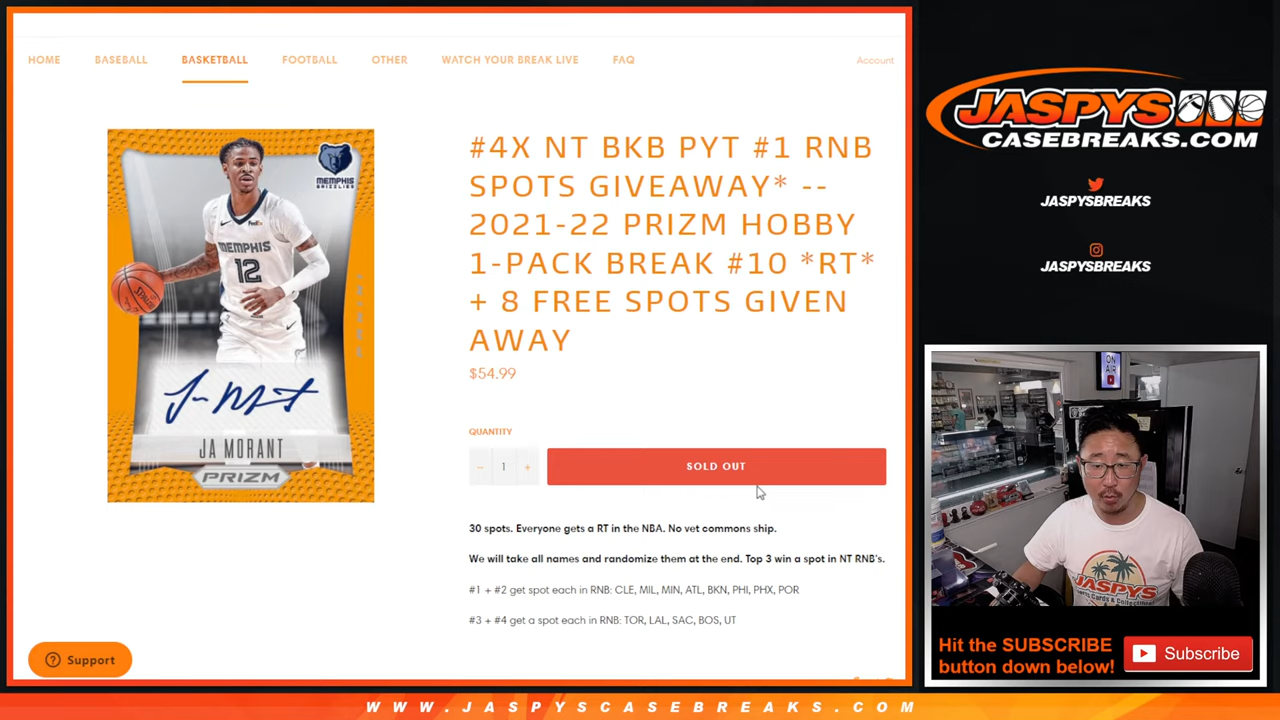 HOME BASEBALL BASKETBALL FOOTBALL OTHER WATCH YOUR BREAK LIVE FAQ Account
MEMPHIS
GRIZZLIES
FedEx
MEMPHIS
12
JA MORANT
PRIZM
#4X NT BKB PYT #1 RNB
SPOTS GIVEAWAY* --
2021-22 PRIZM HOBBY
1-PACK BREAK #10 *RT*
+ 8 FREE SPOTS GIVEN
AWAY
$54.99
QUANTITY
− 1 + SOLD OUT
30 spots. Everyone gets a RT in the NBA. No vet commons ship.
We will take all names and randomize them at the end. Top 3 win a spot in NT RNB's.
#1 + #2 get spot each in RNB: CLE, MIL, MIN, ATL, BKN, PHI, PHX, POR
#3 + #4 get a spot each in RNB: TOR, LAL, SAC, BOS, UT
Support
JASPYS
CASEBREAKS.COM
JASPYSBREAKS
JASPYSBREAKS
ON
AIR
JASPYS
Hit the SUBSCRIBE
button down below!
Subscribe
WWW.JASPYSCASEBREAKS.COM